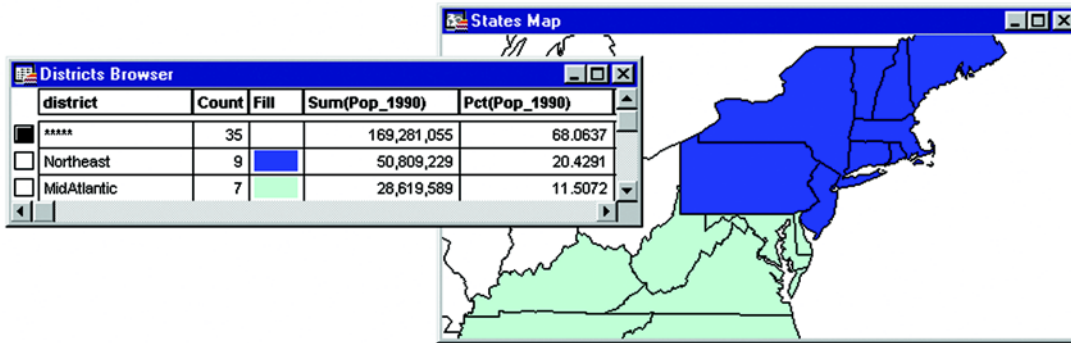 States Map
Districts Browser
district Count Fill Sum(Pop_1990) Pct(Pop_1990)
***** 35 169,281,055 68.0637
Northeast 9 50,809,229 20.4291
MidAtlantic 7 28,619,589 11.5072